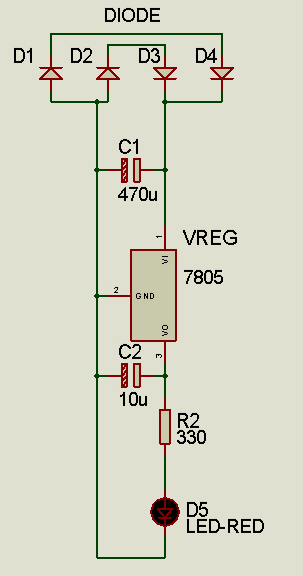 DIODE
D1 D2 D3 D4
C1
470u
1
VREG
VI
7805
2
GND
VO
3
C2
10u
R2
330
D5
LED-RED